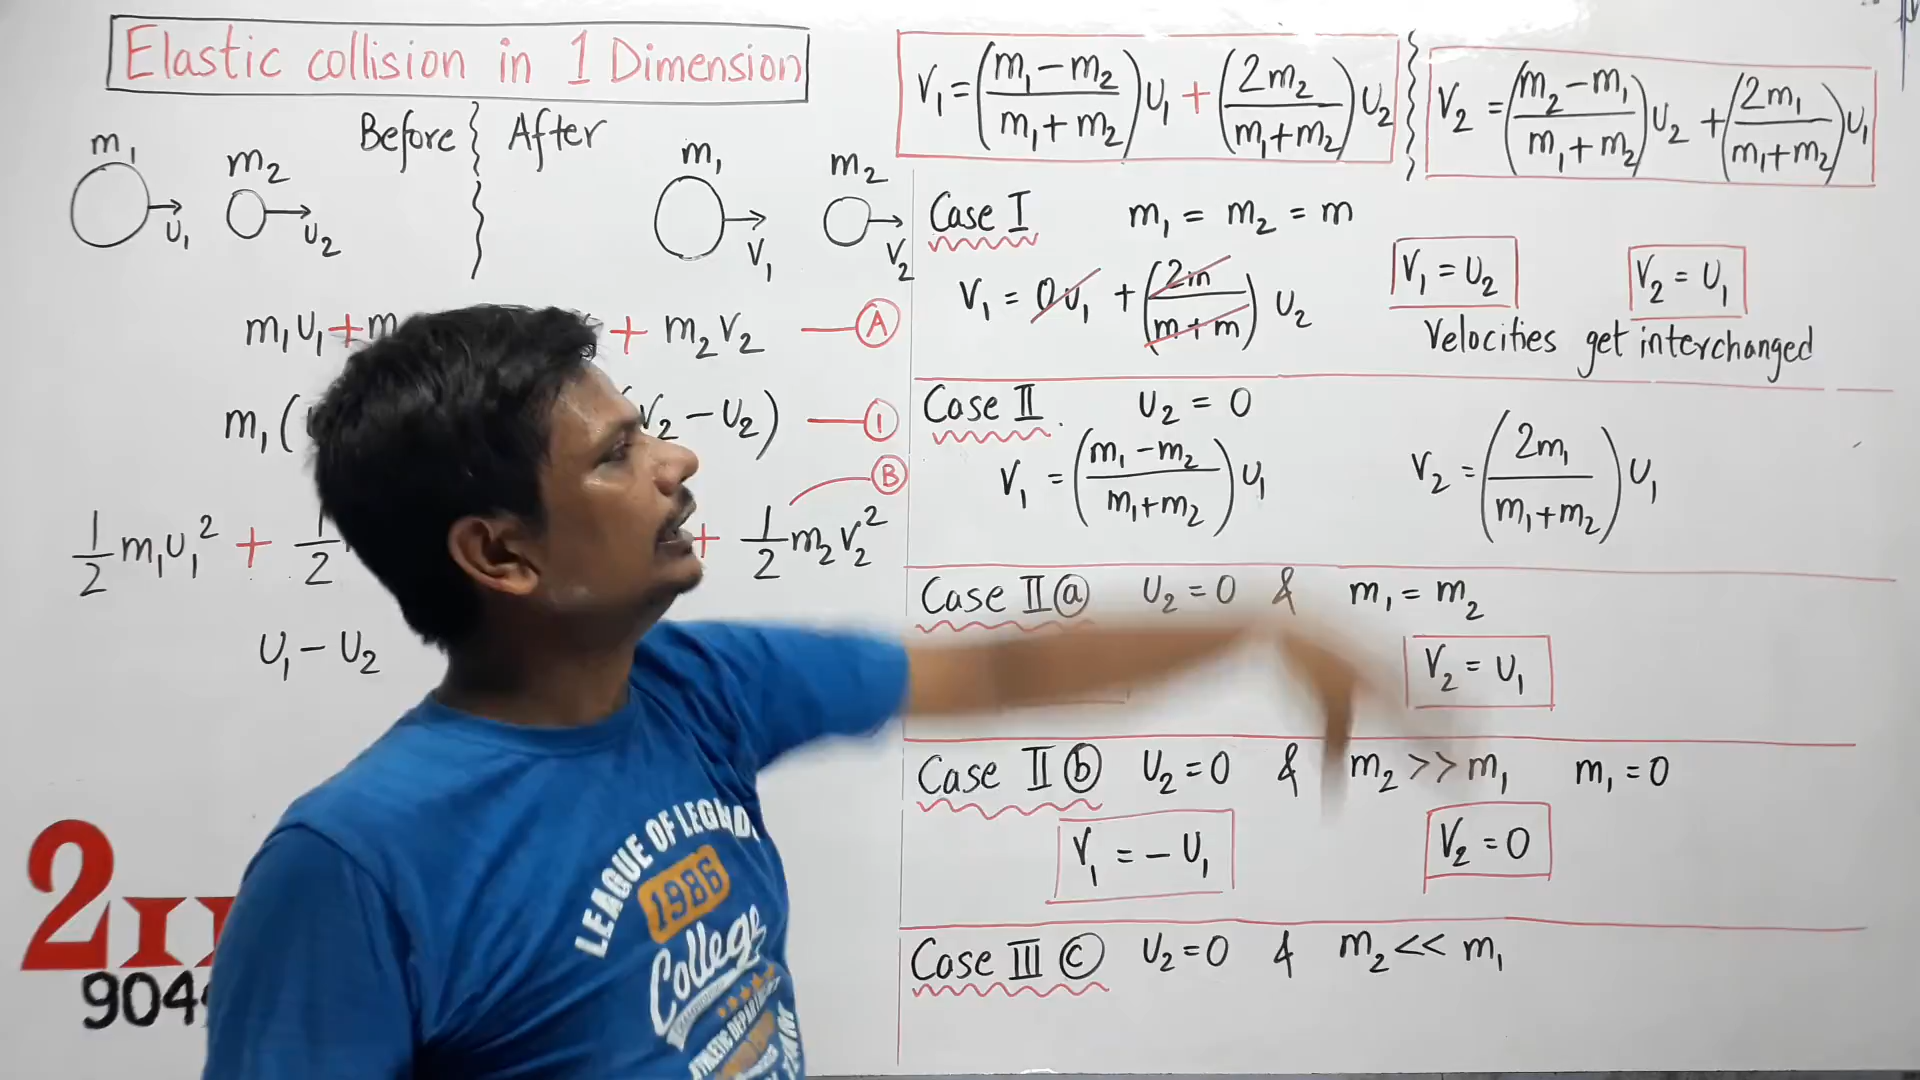 Elastic collision in 1 Dimension
Before After
m₁ m₂ m₁ m₂
U₁ U₂ V₁ V₂
m₁U₁ + m + m₂V₂ — Ⓐ
m₁( V₂ – U₂) — ①
Ⓑ
1/2 m₁U₁² + 1/2 + 1/2 m₂V₂²
U₁ – U₂
V₁ = ((m₁ – m₂)/(m₁ + m₂)) U₁ + (2m₂/(m₁+m₂)) U₂
V₂ = ((m₂ – m₁)/(m₁ + m₂)) U₂ + (2m₁/(m₁+m₂)) U₁
Case I m₁ = m₂ = m
V₁ = 0U₁ + (2m/(m + m)) U₂
V₁ = U₂ V₂ = U₁
Velocities get interchanged
Case II. U₂ = 0
V₁ = ((m₁ – m₂)/(m₁+m₂)) U₁ V₂ = (2m₁/(m₁+m₂)) U₁
Case II ⓐ U₂ = 0 & m₁ = m₂
V₂ = U₁
Case II ⓑ U₂ = 0 & m₂ >> m₁ m₁ = 0
V₁ = – U₁ V₂ = 0
Case III ⓒ U₂ = 0 & m₂ << m₁
LEAGUE OF LEGEND
1986
College